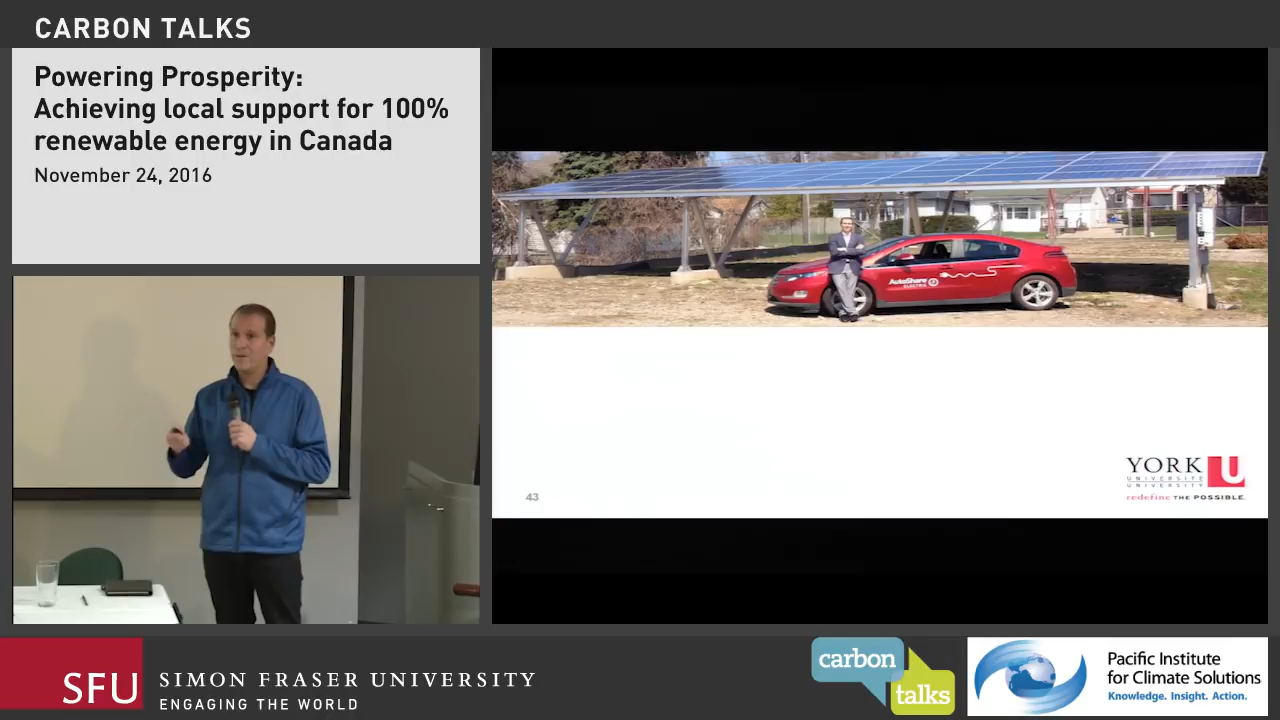 CARBON TALKS
Powering Prosperity:
Achieving local support for 100%
renewable energy in Canada
November 24, 2016
AutoShare
ELECTRIC
43
YORK U
UNIVERSITÉ
UNIVERSITY
redefine THE POSSIBLE.
SFU
SIMON FRASER UNIVERSITY
ENGAGING THE WORLD
carbon
talks
Pacific Institute
for Climate Solutions
Knowledge. Insight. Action.